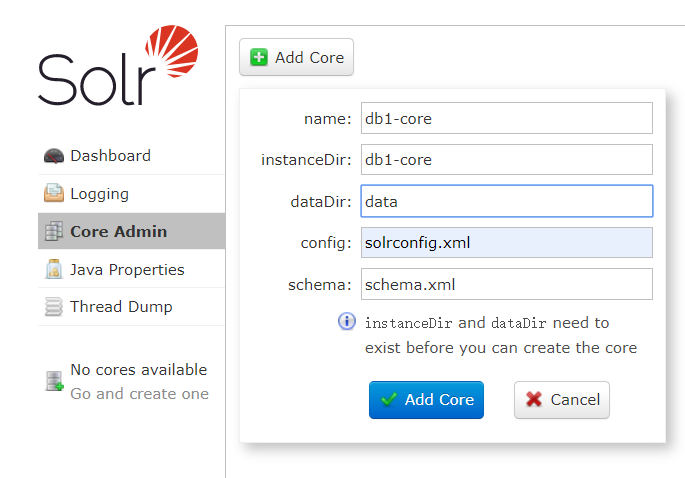 Solr
Dashboard
Logging
Core Admin
Java Properties
Thread Dump
No cores available
Go and create one
Add Core
name: db1-core
instanceDir: db1-core
dataDir: data
config: solrconfig.xml
schema: schema.xml
instanceDir and dataDir need to
exist before you can create the core
Add Core Cancel